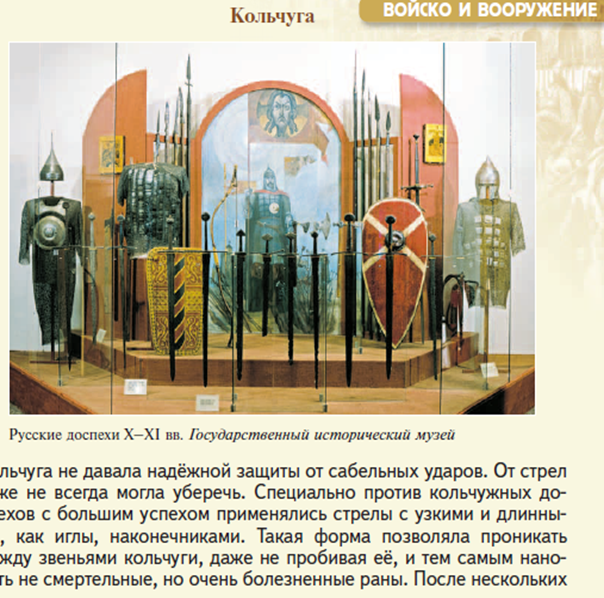 Кольчуга
ВОЙСКО И ВООРУЖЕНИЕ
Русские доспехи X–XI вв. Государственный исторический музей
льчуга не давала надёжной защиты от сабельных ударов. От стрел
же не всегда могла уберечь. Специально против кольчужных до-
ехов с большим успехом применялись стрелы с узкими и длинны-
, как иглы, наконечниками. Такая форма позволяла проникать
жду звеньями кольчуги, даже не пробивая её, и тем самым нано-
ть не смертельные, но очень болезненные раны. После нескольких